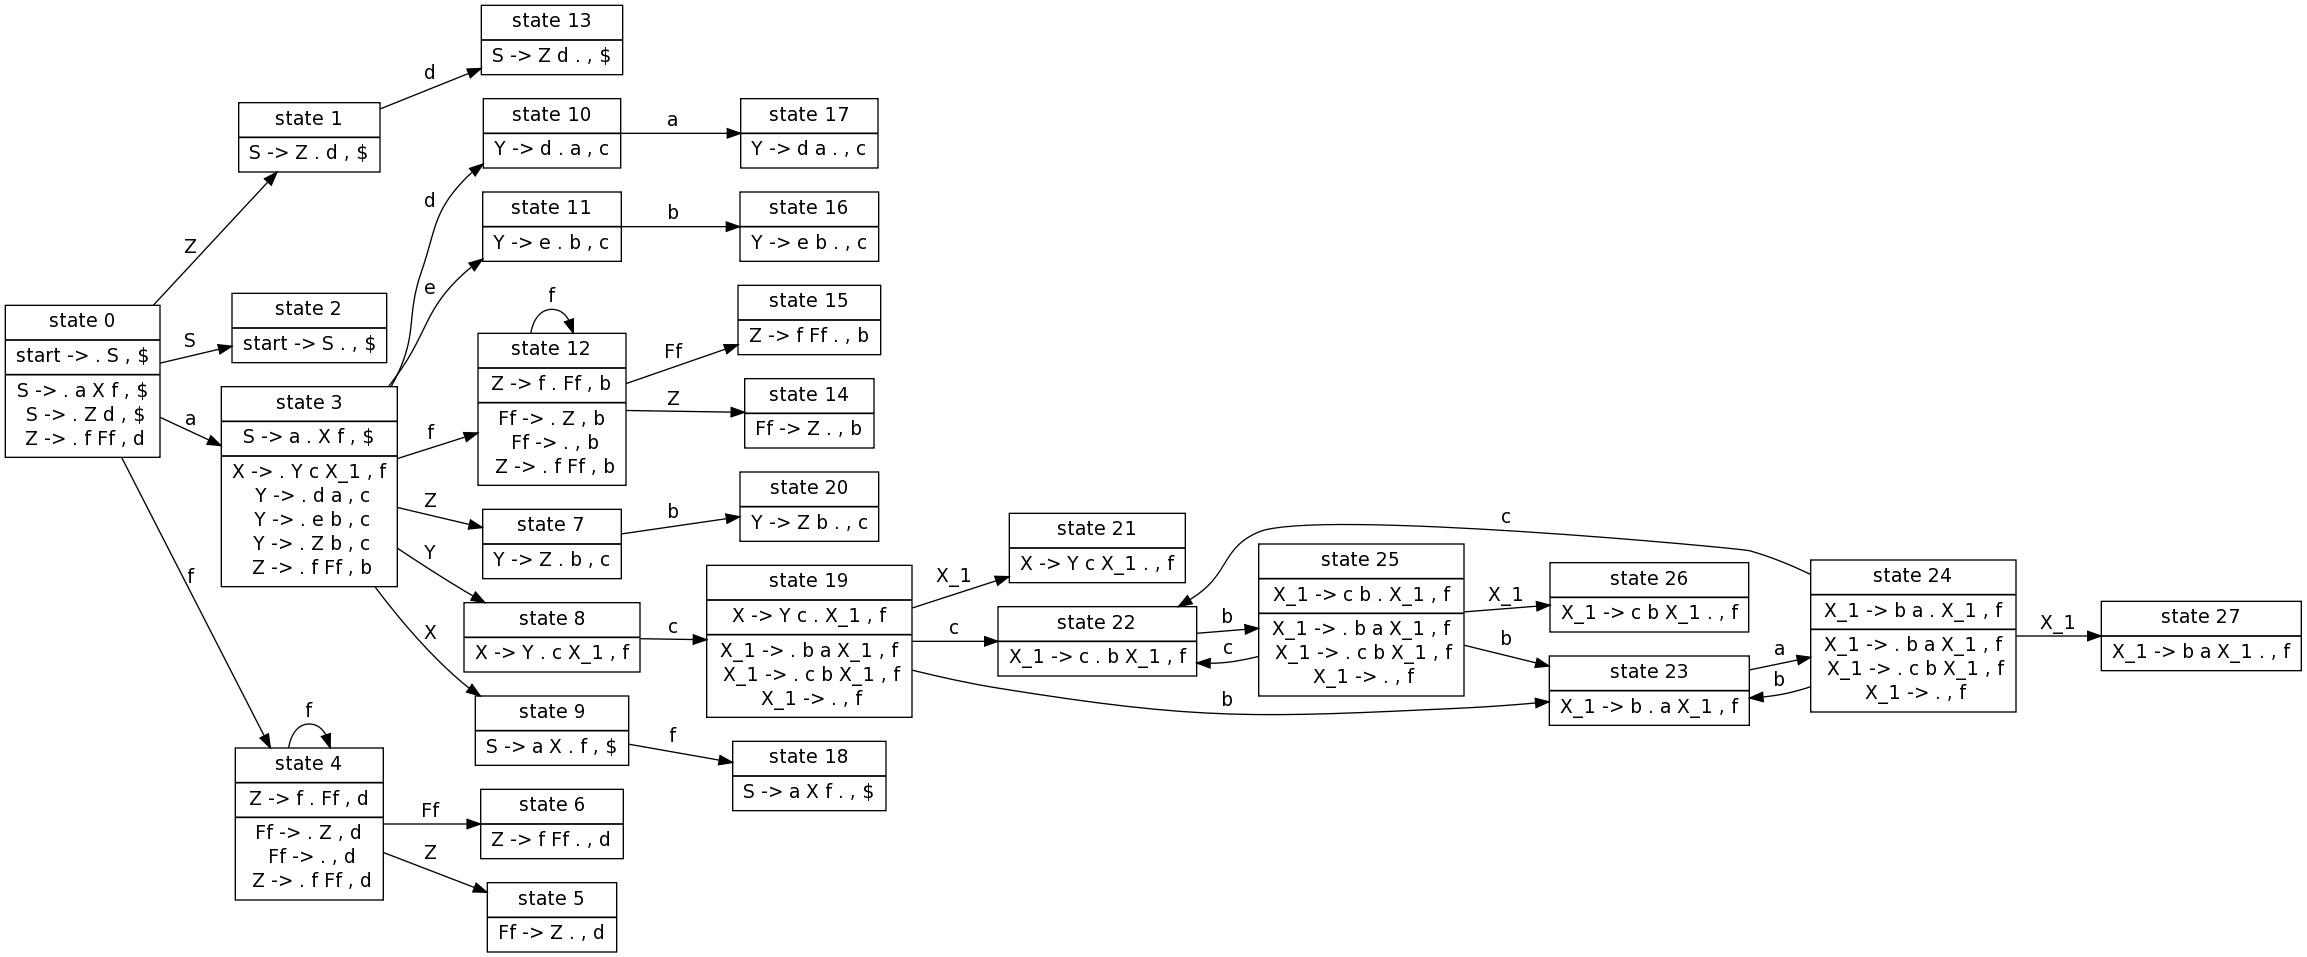 state 13
S -> Z d . , $
d
state 1
S -> Z . d , $
state 10
Y -> d . a , c
a
state 17
Y -> d a . , c
d
state 11
Y -> e . b , c
b
state 16
Y -> e b . , c
Z
e
f
state 15
Z -> f Ff . , b
state 2
start -> S . , $
state 0
start -> . S , $
S -> . a X f , $
S -> . Z d , $
Z -> . f Ff , d
S
a
state 12
Z -> f . Ff , b
Ff -> . Z , b
Ff -> . , b
Z -> . f Ff , b
Ff
Z
state 14
Ff -> Z . , b
state 3
S -> a . X f , $
X -> . Y c X_1 , f
Y -> . d a , c
Y -> . e b , c
Y -> . Z b , c
Z -> . f Ff , b
f
Z
Y
X
state 20
Y -> Z b . , c
b
state 7
Y -> Z . b , c
state 21
X -> Y c X_1 . , f
c
X_1
state 19
X -> Y c . X_1 , f
X_1 -> . b a X_1 , f
X_1 -> . c b X_1 , f
X_1 -> . , f
state 25
X_1 -> c b . X_1 , f
X_1 -> . b a X_1 , f
X_1 -> . c b X_1 , f
X_1 -> . , f
X_1
state 26
X_1 -> c b X_1 . , f
state 24
X_1 -> b a . X_1 , f
X_1 -> . b a X_1 , f
X_1 -> . c b X_1 , f
X_1 -> . , f
X_1
state 27
X_1 -> b a X_1 . , f
f
state 8
X -> Y . c X_1 , f
c
c
state 22
X_1 -> c . b X_1 , f
b
c
b
state 23
X_1 -> b . a X_1 , f
a
b
b
state 9
S -> a X . f , $
f
state 18
S -> a X f . , $
f
state 4
Z -> f . Ff , d
Ff -> . Z , d
Ff -> . , d
Z -> . f Ff , d
Ff
Z
state 6
Z -> f Ff . , d
state 5
Ff -> Z . , d